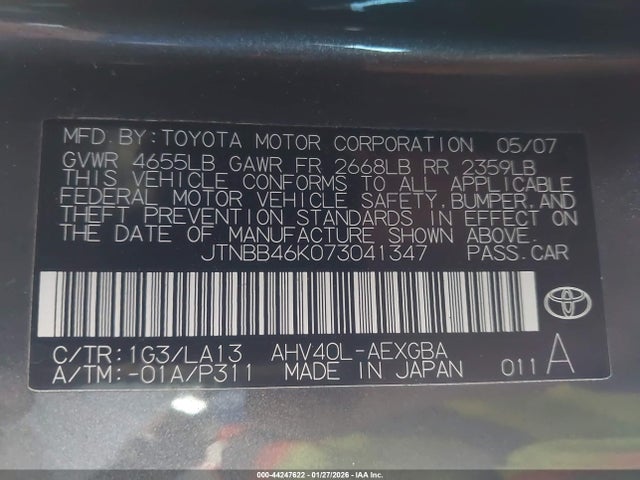 MFD.BY:TOYOTA MOTOR CORPORATION 05/07
GVWR 4655LB GAWR FR 2668LB RR 2359LB
THIS VEHICLE CONFORMS TO ALL APPLICABLE
FEDERAL MOTOR VEHICLE SAFETY,BUMPER,AND
THEFT PREVENTION STANDARDS IN EFFECT ON
THE DATE OF MANUFACTURE SHOWN ABOVE.
JTNBB46K073041347 PASS.CAR
C/TR:1G3/LA13 AHV40L-AEXGBA
A/TM:-01A/P311 MADE IN JAPAN 011 A
000-44247622 - 01/27/2026 - Copyright © IAA, Inc.